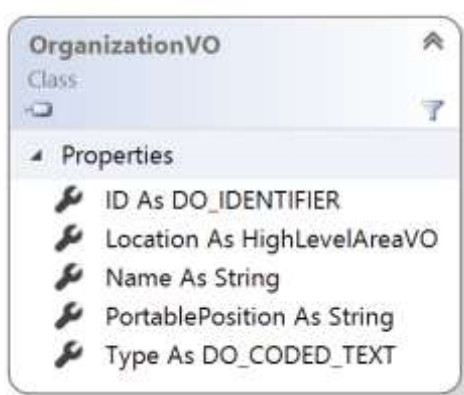 OrganizationVO
Class
Properties
ID As DO_IDENTIFIER
Location As HighLevelAreaVO
Name As String
PortablePosition As String
Type As DO_CODED_TEXT